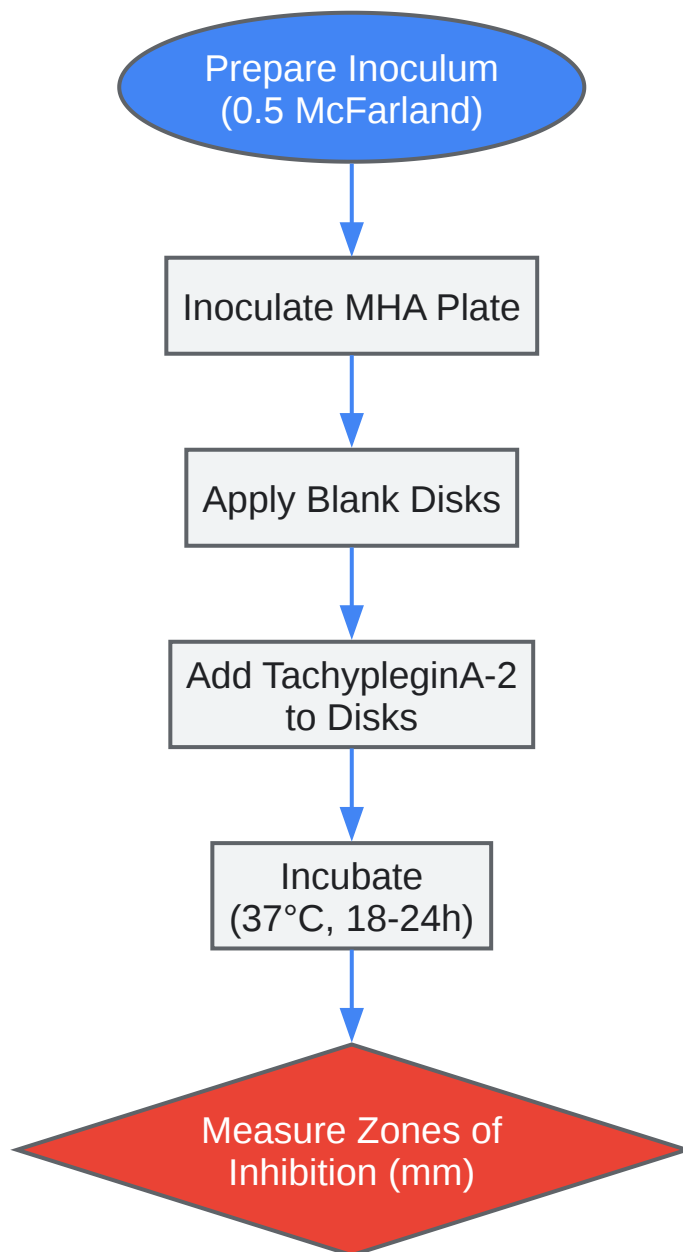 Prepare Inoculum
(0.5 McFarland)
Inoculate MHA Plate
Apply Blank Disks
Add TachypleginA-2
to Disks
Incubate
(37°C, 18-24h)
Measure Zones of
Inhibition (mm)